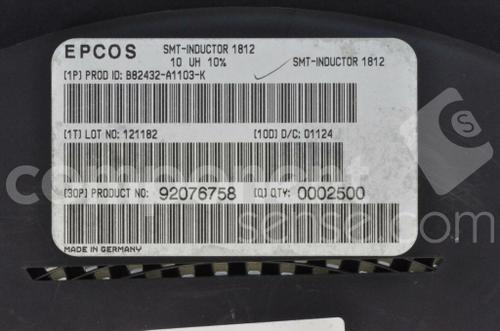 EPCOS SMT-INDUCTOR 1812
10 UH 10% SMT-INDUCTOR 1812
[1P] PROD ID: B82432-A1103-K
[1T] LOT NO: 121182 [10D] D/C: 01124
[30P] PRODUCT NO: 92076758 [Q] QTY: 0002500
MADE IN GERMANY
component
sense.com